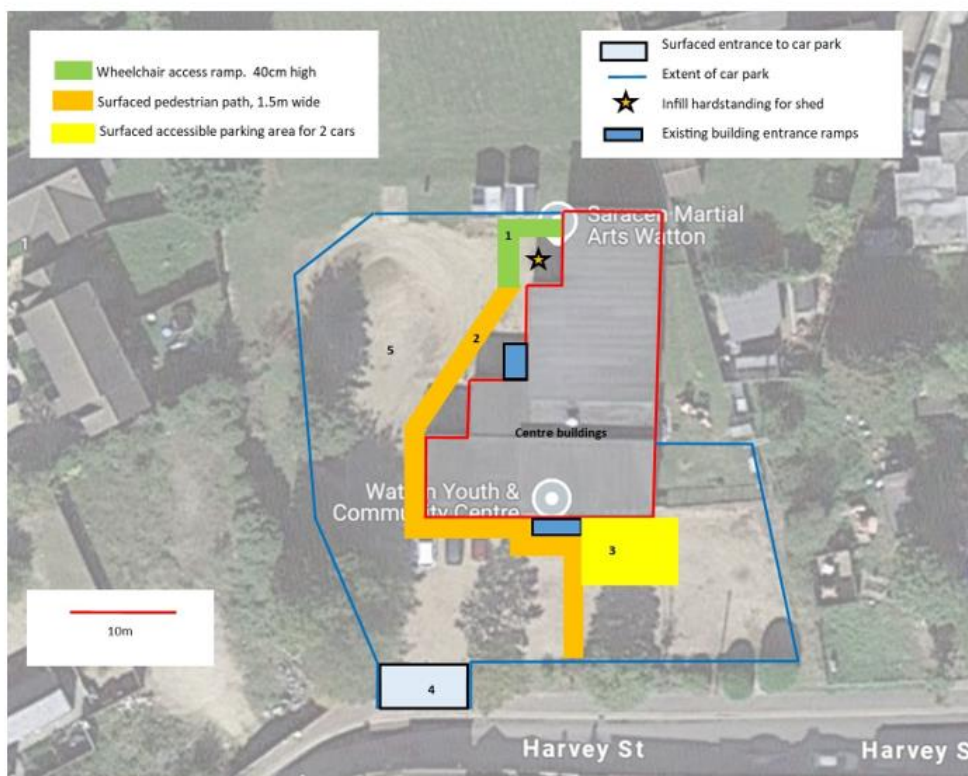 Wheelchair access ramp. 40cm high
Surfaced pedestrian path, 1.5m wide
Surfaced accessible parking area for 2 cars
Surfaced entrance to car park
Extent of car park
Infill hardstanding for shed
Existing building entrance ramps
Saracen Martial
Arts Watton
1
1
2
5
Centre buildings
Watton Youth &
Community Centre
3
10m
4
Harvey St
Harvey S